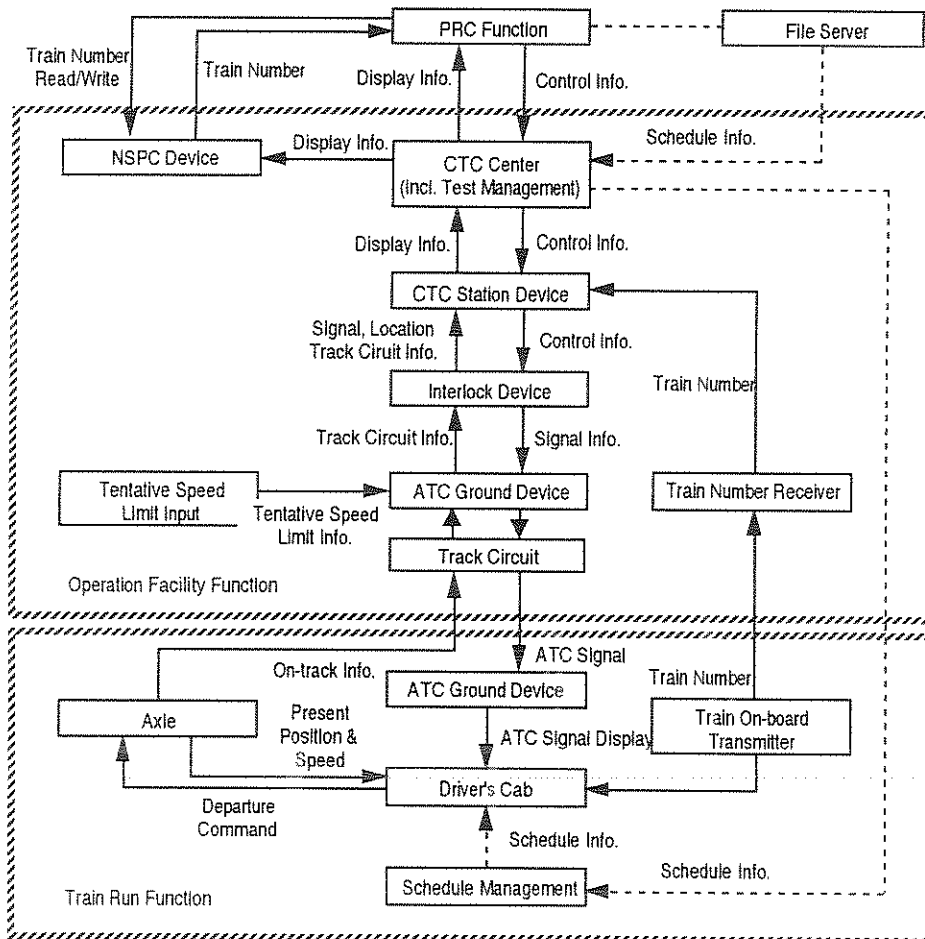 PRC Function
File Server
Train Number
Read/Write
Train Number
Display Info.
Control Info.
NSPC Device
Display Info.
CTC Center
(incl. Test Management)
Schedule Info.
Display Info.
Control Info.
CTC Station Device
Signal, Location
Track Ciruit Info.
Control Info.
Train Number
Interlock Device
Track Circuit Info.
Signal Info.
Tentative Speed
Limit Input
Tentative Speed
Limit Info.
ATC Ground Device
Train Number Receiver
Track Circuit
Operation Facility Function
On-track Info.
ATC Signal
Train Number
ATC Ground Device
Axle
Present
Position &
Speed
ATC Signal Display
Train On-board
Transmitter
Driver's Cab
Departure
Command
Schedule Info.
Schedule Management
Schedule Info.
Train Run Function